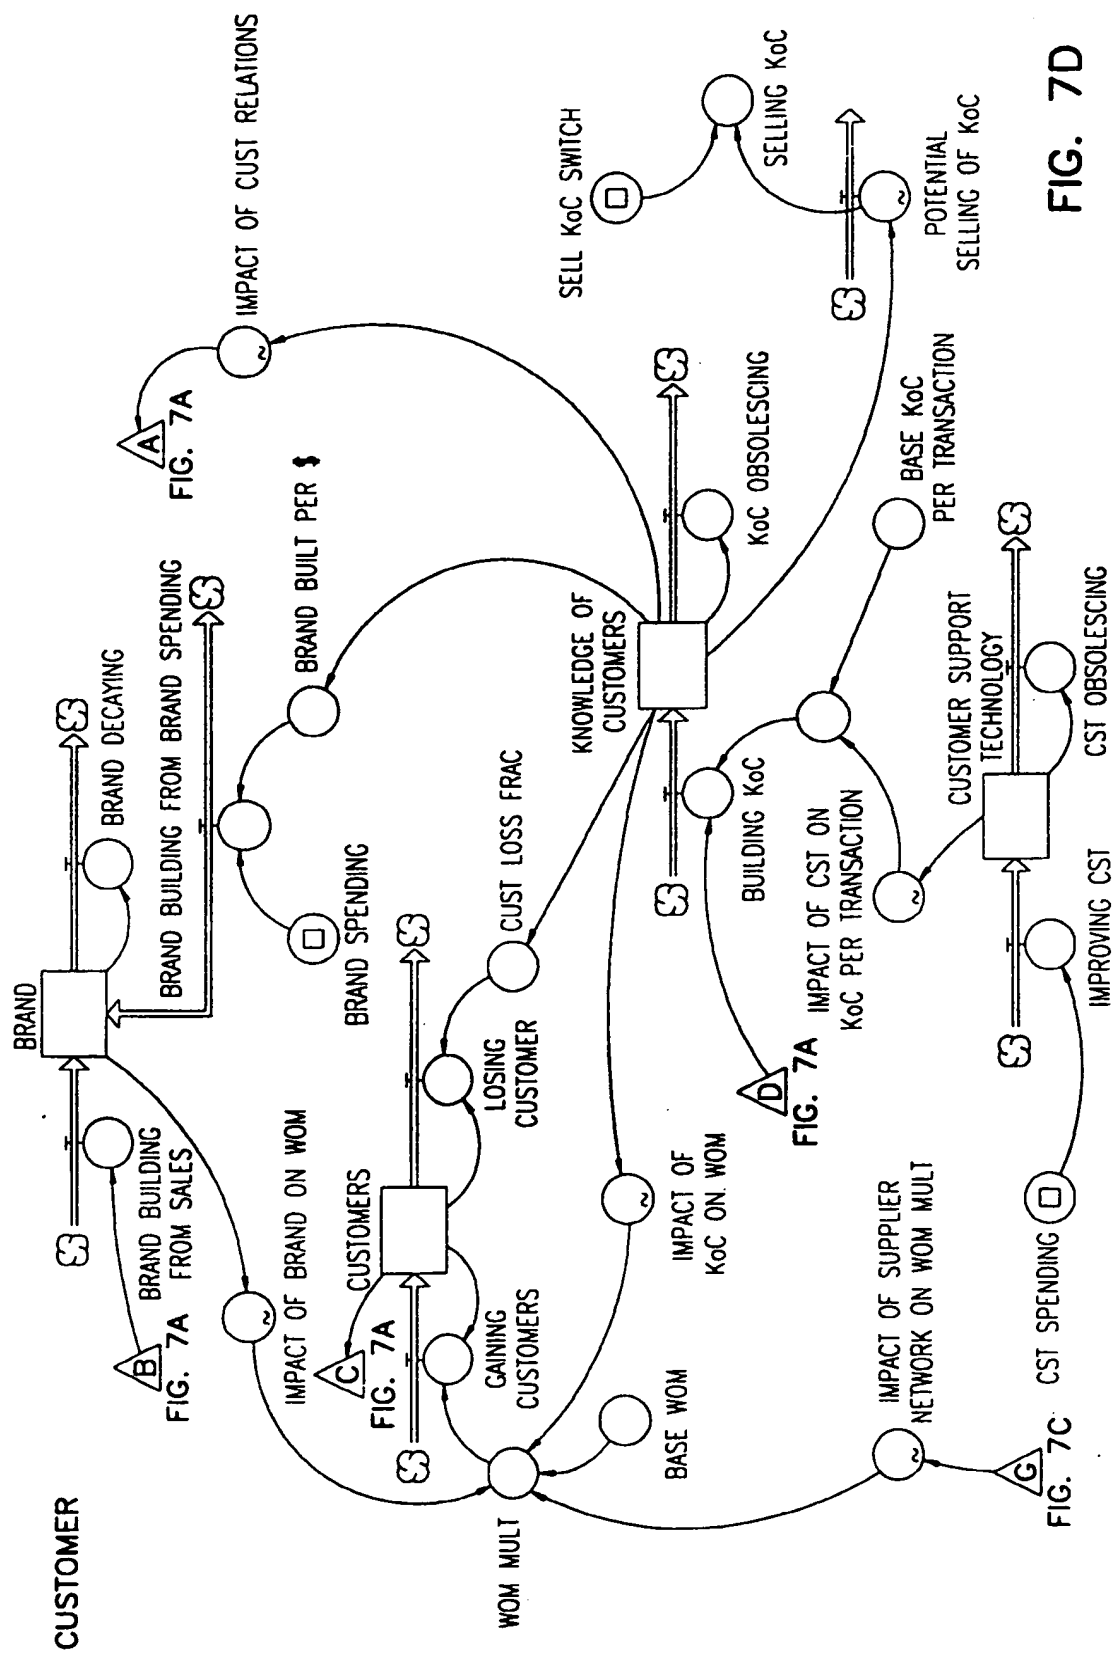 CUSTOMER
BRAND
BRAND BUILDING
FROM SALES
BRAND DECAYING
B
FIG. 7A
BRAND BUILDING FROM BRAND SPENDING
A
FIG. 7A
IMPACT OF CUST RELATIONS
BRAND BUILT PER $
BRAND SPENDING
IMPACT OF BRAND ON WOM
CUSTOMERS
C
FIG. 7A
GAINING
CUSTOMERS
LOSING
CUSTOMER
CUST LOSS FRAC
WOM MULT
BASE WOM
IMPACT OF
KoC ON WOM
KNOWLEDGE OF
CUSTOMERS
BUILDING KoC
KoC OBSOLESCING
SELL KoC SWITCH
SELLING KoC
POTENTIAL
SELLING OF KoC
D
FIG. 7A
IMPACT OF CST ON
KoC PER TRANSACTION
BASE KoC
PER TRANSACTION
IMPACT OF SUPPLIER
NETWORK ON WOM MULT
G
FIG. 7C
CST SPENDING
CUSTOMER SUPPORT
TECHNOLOGY
IMPROVING CST
CST OBSOLESCING
FIG. 7D